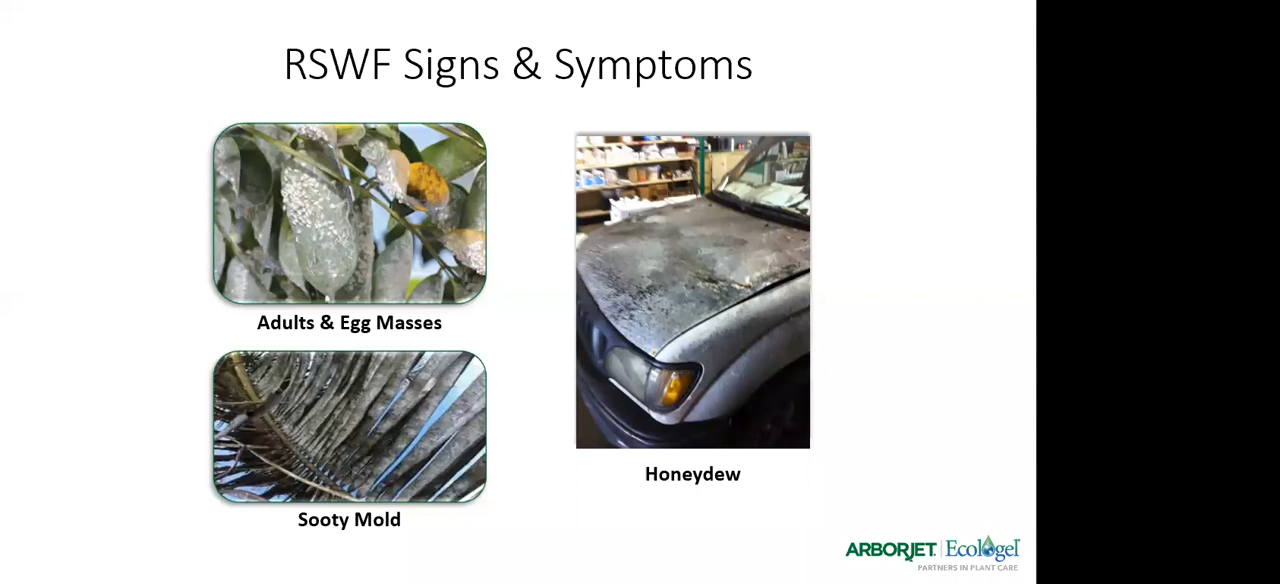 RSWF Signs & Symptoms
Adults & Egg Masses
Sooty Mold
Honeydew
ARBORJET | Ecologel
PARTNERS IN PLANT CARE